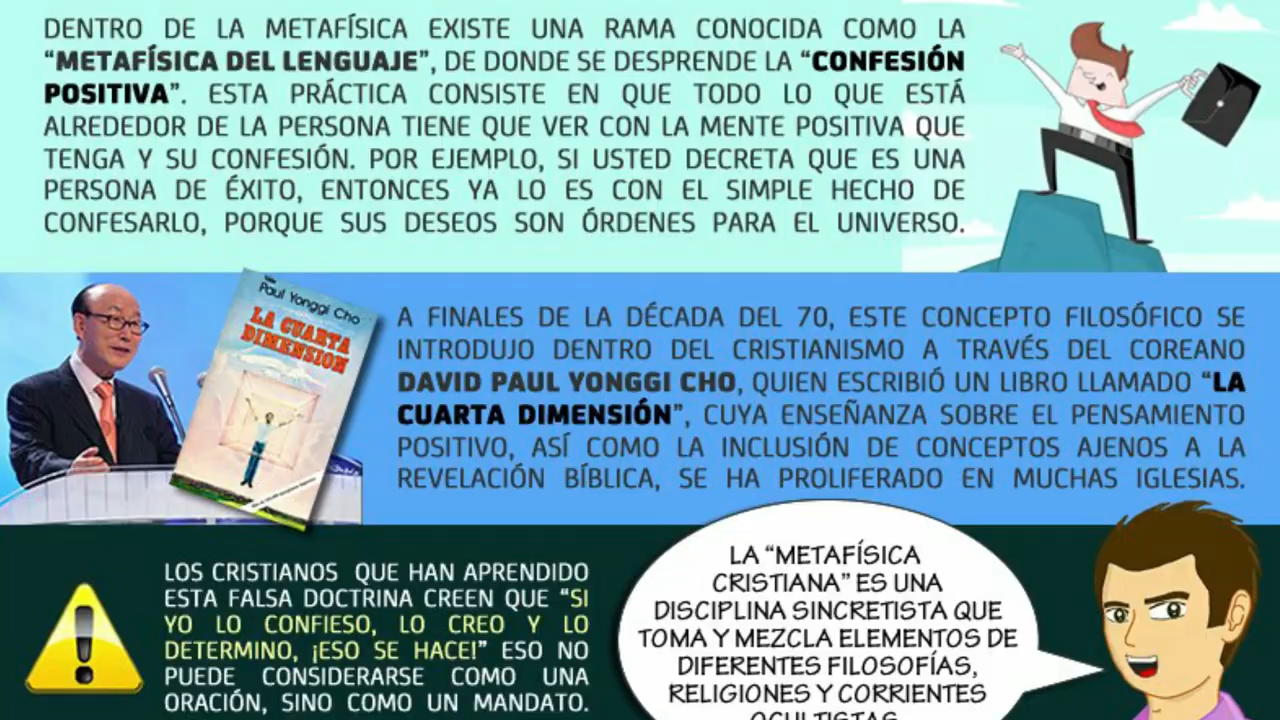 DENTRO DE LA METAFÍSICA EXISTE UNA RAMA CONOCIDA COMO LA
“METAFÍSICA DEL LENGUAJE”, DE DONDE SE DESPRENDE LA “CONFESIÓN
POSITIVA”. ESTA PRÁCTICA CONSISTE EN QUE TODO LO QUE ESTÁ
ALREDEDOR DE LA PERSONA TIENE QUE VER CON LA MENTE POSITIVA QUE
TENGA Y SU CONFESIÓN. POR EJEMPLO, SI USTED DECRETA QUE ES UNA
PERSONA DE ÉXITO, ENTONCES YA LO ES CON EL SIMPLE HECHO DE
CONFESARLO, PORQUE SUS DESEOS SON ÓRDENES PARA EL UNIVERSO.
Paul Yonggi Cho
LA CUARTA
DIMENSION
A FINALES DE LA DÉCADA DEL 70, ESTE CONCEPTO FILOSÓFICO SE
INTRODUJO DENTRO DEL CRISTIANISMO A TRAVÉS DEL COREANO
DAVID PAUL YONGGI CHO, QUIEN ESCRIBIÓ UN LIBRO LLAMADO “LA
CUARTA DIMENSIÓN”, CUYA ENSEÑANZA SOBRE EL PENSAMIENTO
POSITIVO, ASÍ COMO LA INCLUSIÓN DE CONCEPTOS AJENOS A LA
REVELACIÓN BÍBLICA, SE HA PROLIFERADO EN MUCHAS IGLESIAS.
LOS CRISTIANOS QUE HAN APRENDIDO
ESTA FALSA DOCTRINA CREEN QUE “SI
YO LO CONFIESO, LO CREO Y LO
DETERMINO, ¡ESO SE HACE!” ESO NO
PUEDE CONSIDERARSE COMO UNA
ORACIÓN, SINO COMO UN MANDATO.
LA “METAFÍSICA
CRISTIANA” ES UNA
DISCIPLINA SINCRETISTA QUE
TOMA Y MEZCLA ELEMENTOS DE
DIFERENTES FILOSOFÍAS,
RELIGIONES Y CORRIENTES
OCULTISTAS